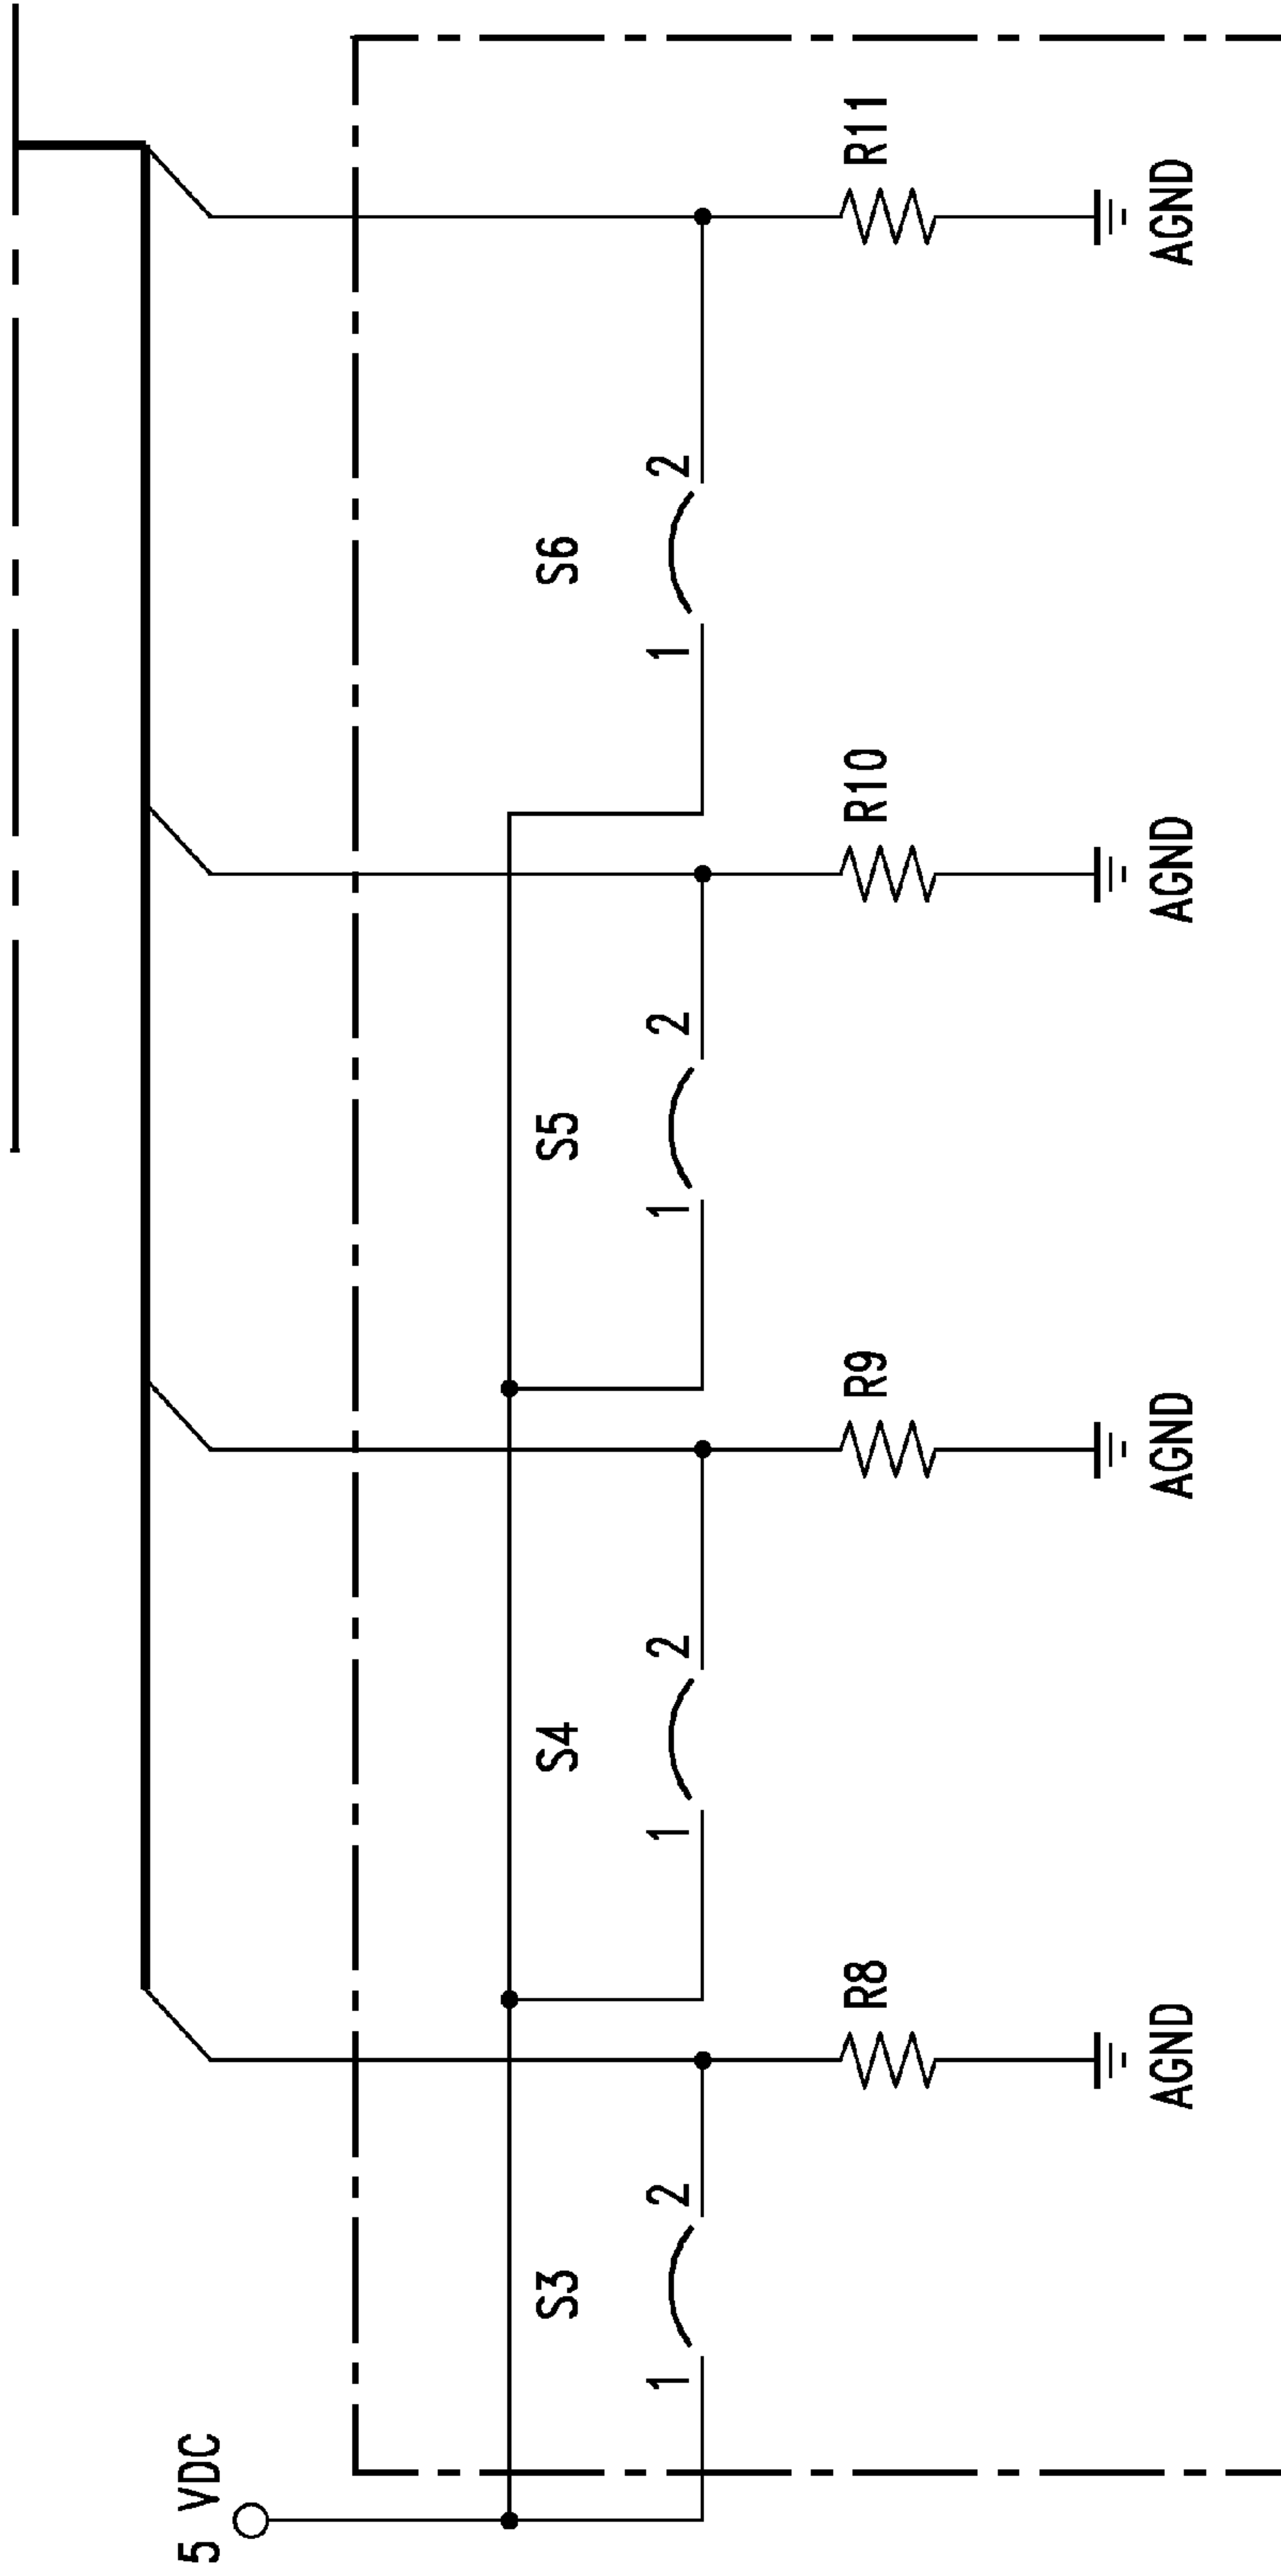 5 VDC
S3
S4
S5
S6
1 2
1 2
1 2
1 2
R8
R9
R10
R11
AGND
AGND
AGND
AGND